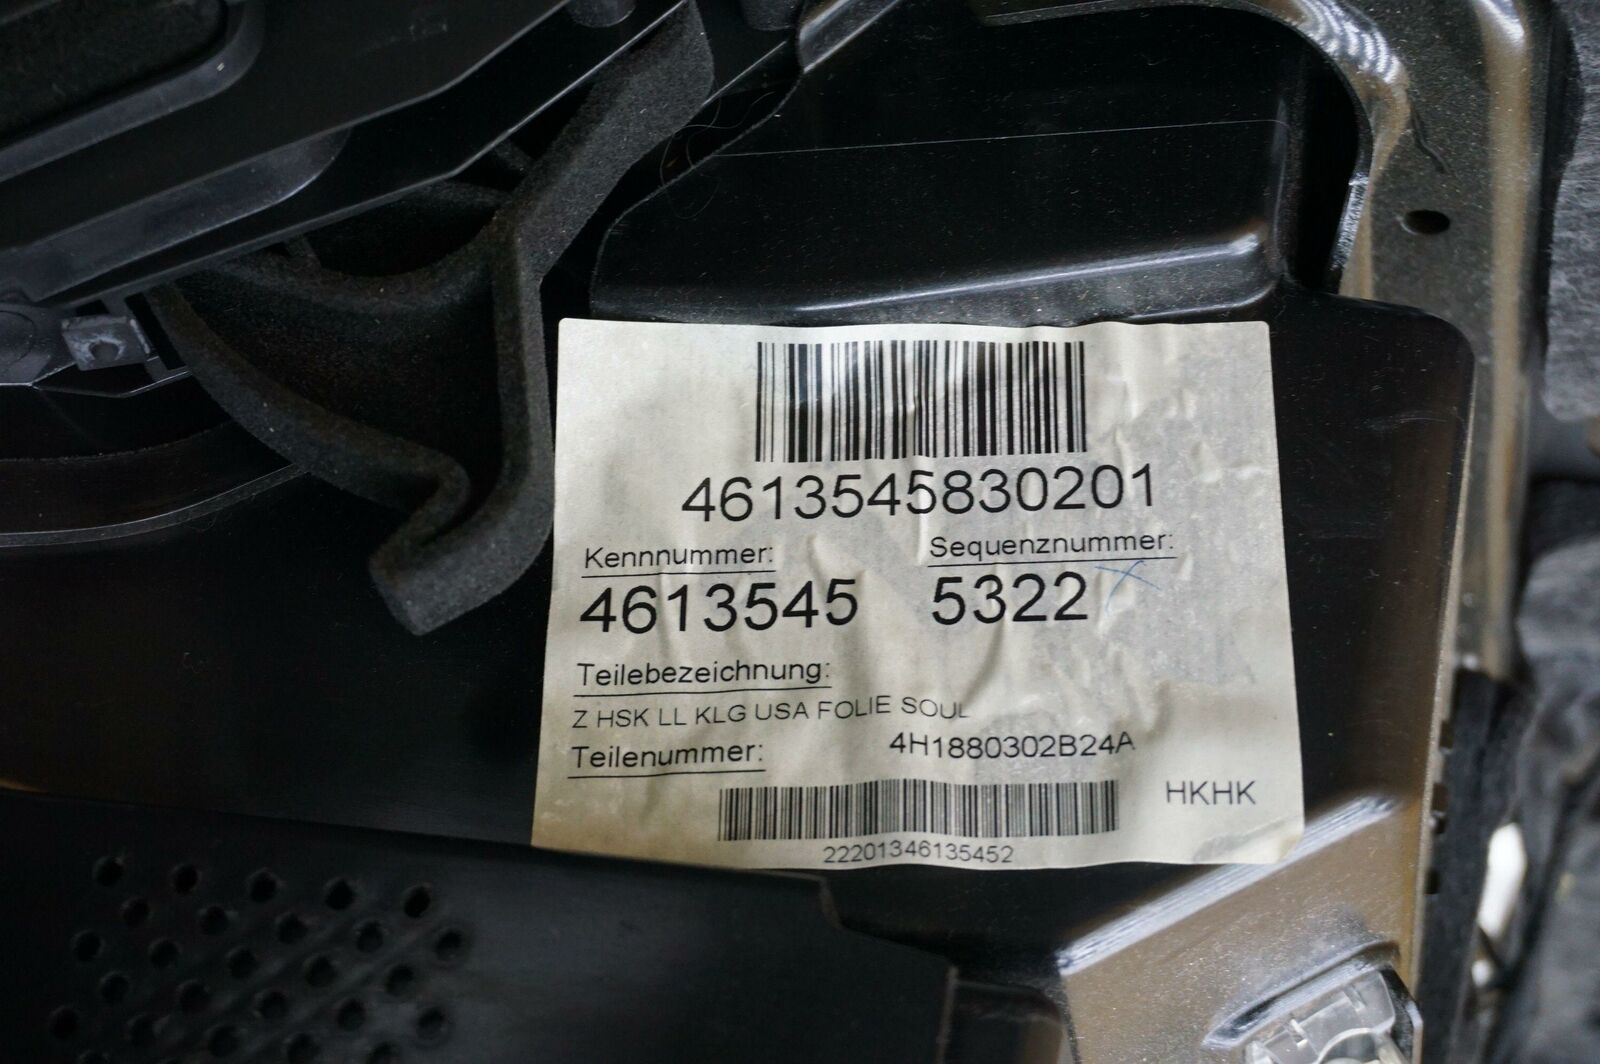 4613545830201
Kennnummer: Sequenznummer:
4613545 5322
Teilebezeichnung:
Z HSK LL KLG USA FOLIE SOUL
Teilenummer: 4H1880302B24A
HKHK
22201346135452